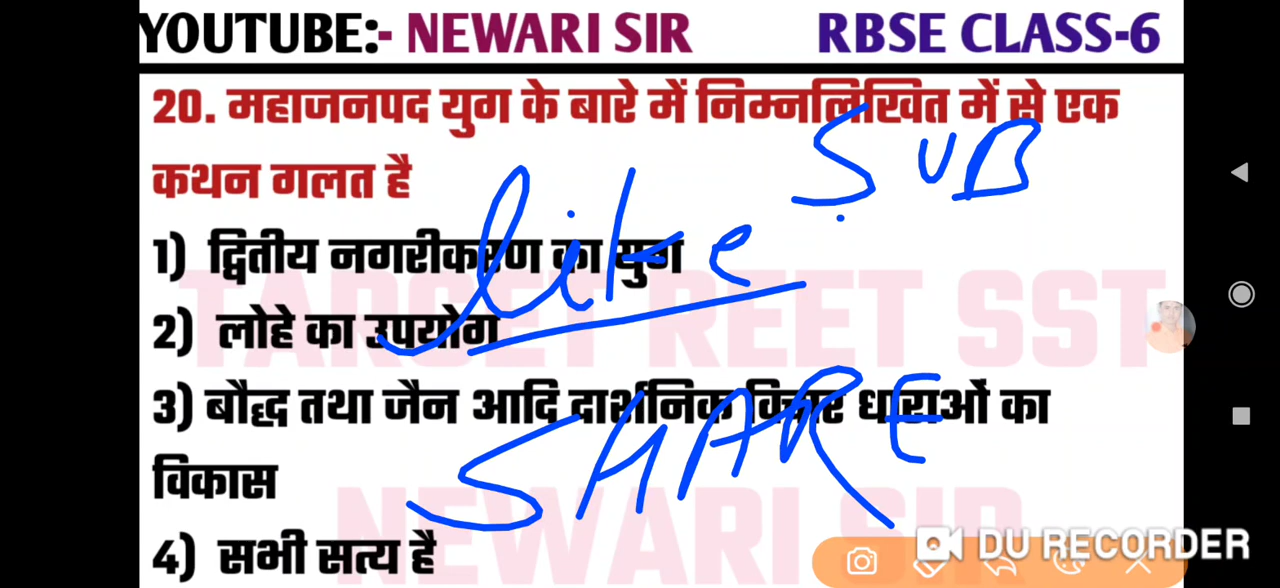 YOUTUBE:- NEWARI SIR RBSE CLASS-6
20. महाजनपद युग के बारे में निम्नलिखित में से एक
कथन गलत है
SUB
like
1) द्वितीय नगरीकरण का युग
TARGET REET SST
2) लोहे का उपयोग
3) बौद्ध तथा जैन आदि दार्शनिक विचार धाराओं का
SHARE
विकास
NEWARI SIR
4) सभी सत्य है
DU RECORDER